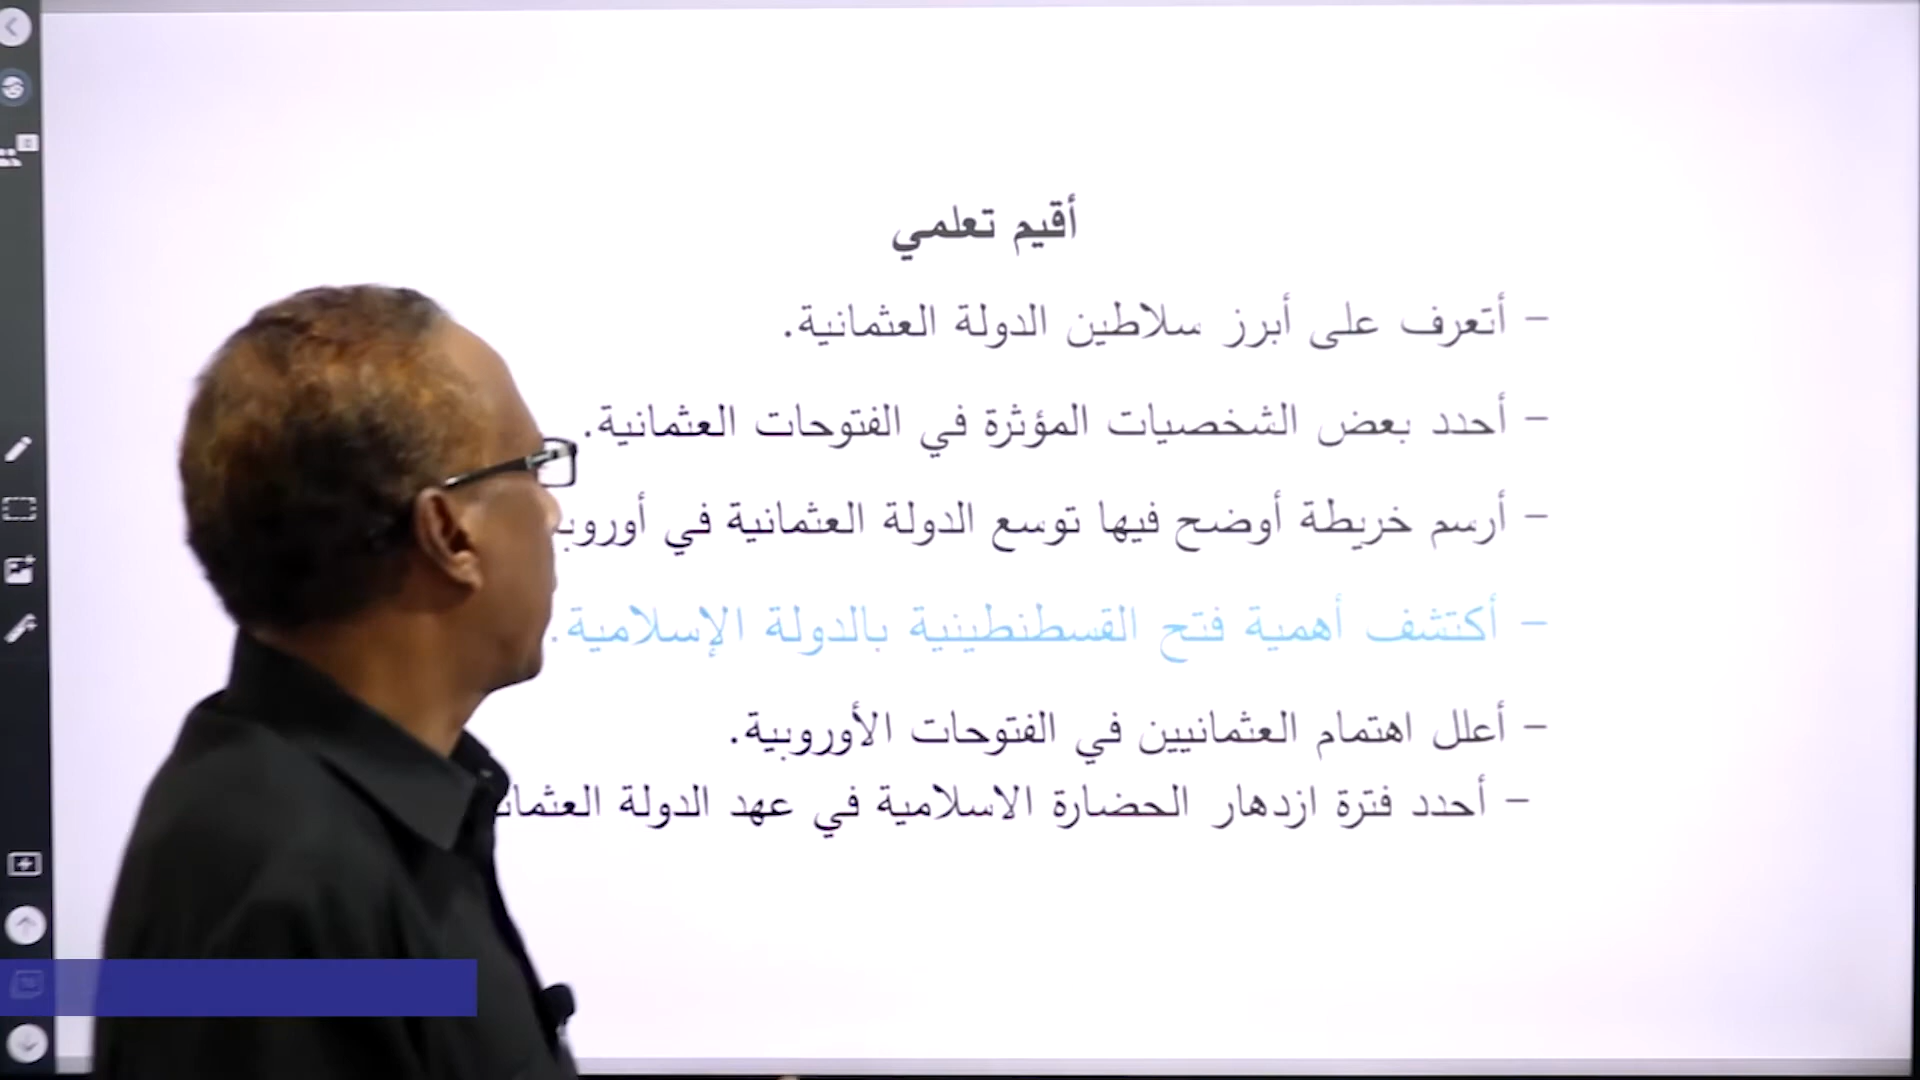 أقيم تعلمي
- أتعرف على أبرز سلاطين الدولة العثمانية.
- أحدد بعض الشخصيات المؤثرة في الفتوحات العثمانية.
- أرسم خريطة أوضح فيها توسع الدولة العثمانية في
- أكتشف أهمية فتح القسطنطينية بالدولة الإسلامية.
- أعلل اهتمام العثمانيين في الفتوحات الأوروبية.
- أحدد فترة ازدهار الحضارة الاسلامية في عهد الدولة